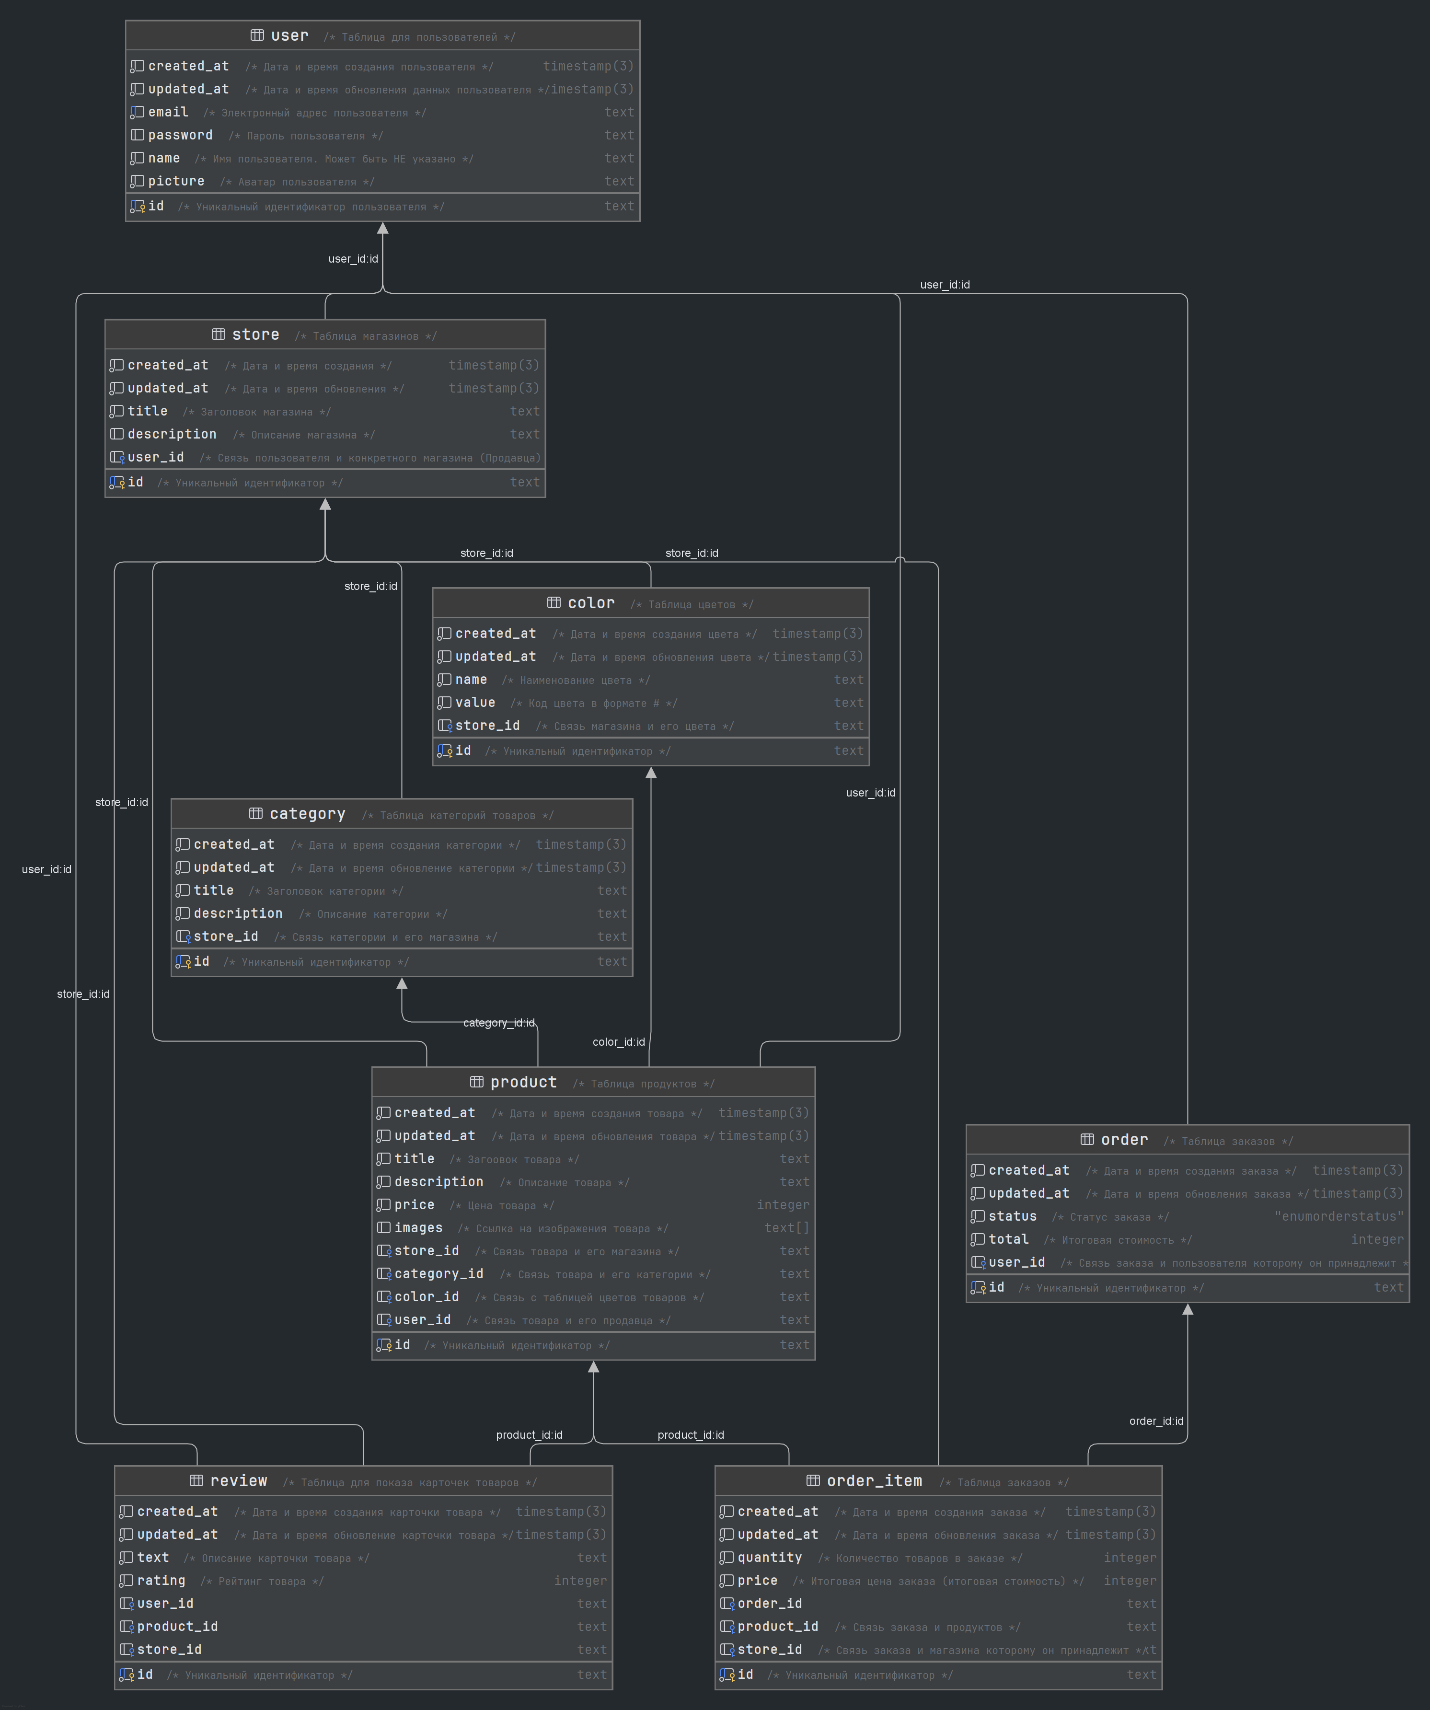 user /* Таблица для пользователей */
created_at /* Дата и время создания пользователя */ timestamp(3)
updated_at /* Дата и время обновления данных пользователя */imestamp(3)
email /* Электронный адрес пользователя */ text
password /* Пароль пользователя */ text
name /* Имя пользователя. Может быть НЕ указано */ text
picture /* Аватар пользователя */ text
id /* Уникальный идентификатор пользователя */ text
user_id:id
user_id:id
store /* Таблица магазинов */
created_at /* Дата и время создания */ timestamp(3)
updated_at /* Дата и время обновления */ timestamp(3)
title /* Заголовок магазина */ text
description /* Описание магазина */ text
user_id /* Связь пользователя и конкретного магазина (Продавца)
id /* Уникальный идентификатор */ text
store_id:id
store_id:id
store_id:id
color /* Таблица цветов */
created_at /* Дата и время создания цвета */ timestamp(3)
updated_at /* Дата и время обновления цвета */ timestamp(3)
name /* Наименование цвета */ text
value /* Код цвета в формате # */ text
store_id /* Связь магазина и его цвета */ text
id /* Уникальный идентификатор */ text
user_id:id
store_id:id
category /* Таблица категорий товаров */
created_at /* Дата и время создания категории */ timestamp(3)
updated_at /* Дата и время обновление категории */ timestamp(3)
title /* Заголовок категории */ text
description /* Описание категории */ text
store_id /* Связь категории и его магазина */ text
id /* Уникальный идентификатор */ text
user_id:id
store_id:id
category_id:id
color_id:id
product /* Таблица продуктов */
created_at /* Дата и время создания товара */ timestamp(3)
updated_at /* Дата и время обновления товара */ timestamp(3)
title /* Загоовок товара */ text
description /* Описание товара */ text
price /* Цена товара */ integer
images /* Ссылка на изображения товара */ text[]
store_id /* Связь товара и его магазина */ text
category_id /* Связь товара и его категории */ text
color_id /* Связь с таблицей цветов товаров */ text
user_id /* Связь товара и его продавца */ text
id /* Уникальный идентификатор */ text
order /* Таблица заказов */
created_at /* Дата и время создания заказа */ timestamp(3)
updated_at /* Дата и время обновления заказа */ timestamp(3)
status /* Статус заказа */ "enumorderstatus"
total /* Итоговая стоимость */ integer
user_id /* Связь заказа и пользователя которому он принадлежит *
id /* Уникальный идентификатор */ text
order_id:id
product_id:id
product_id:id
review /* Таблица для показа карточек товаров */
created_at /* Дата и время создания карточки товара */ timestamp(3)
updated_at /* Дата и время обновление карточки товара */ timestamp(3)
text /* Описание карточки товара */ text
rating /* Рейтинг товара */ integer
user_id text
product_id text
store_id text
id /* Уникальный идентификатор */ text
order_item /* Таблица заказов */
created_at /* Дата и время создания заказа */ timestamp(3)
updated_at /* Дата и время обновления заказа */ timestamp(3)
quantity /* Количество товаров в заказе */ integer
price /* Итоговая цена заказа (итоговая стоимость) */ integer
order_id text
product_id /* Связь заказа и продуктов */ text
store_id /* Связь заказа и магазина которому он принадлежит */t
id /* Уникальный идентификатор */ text